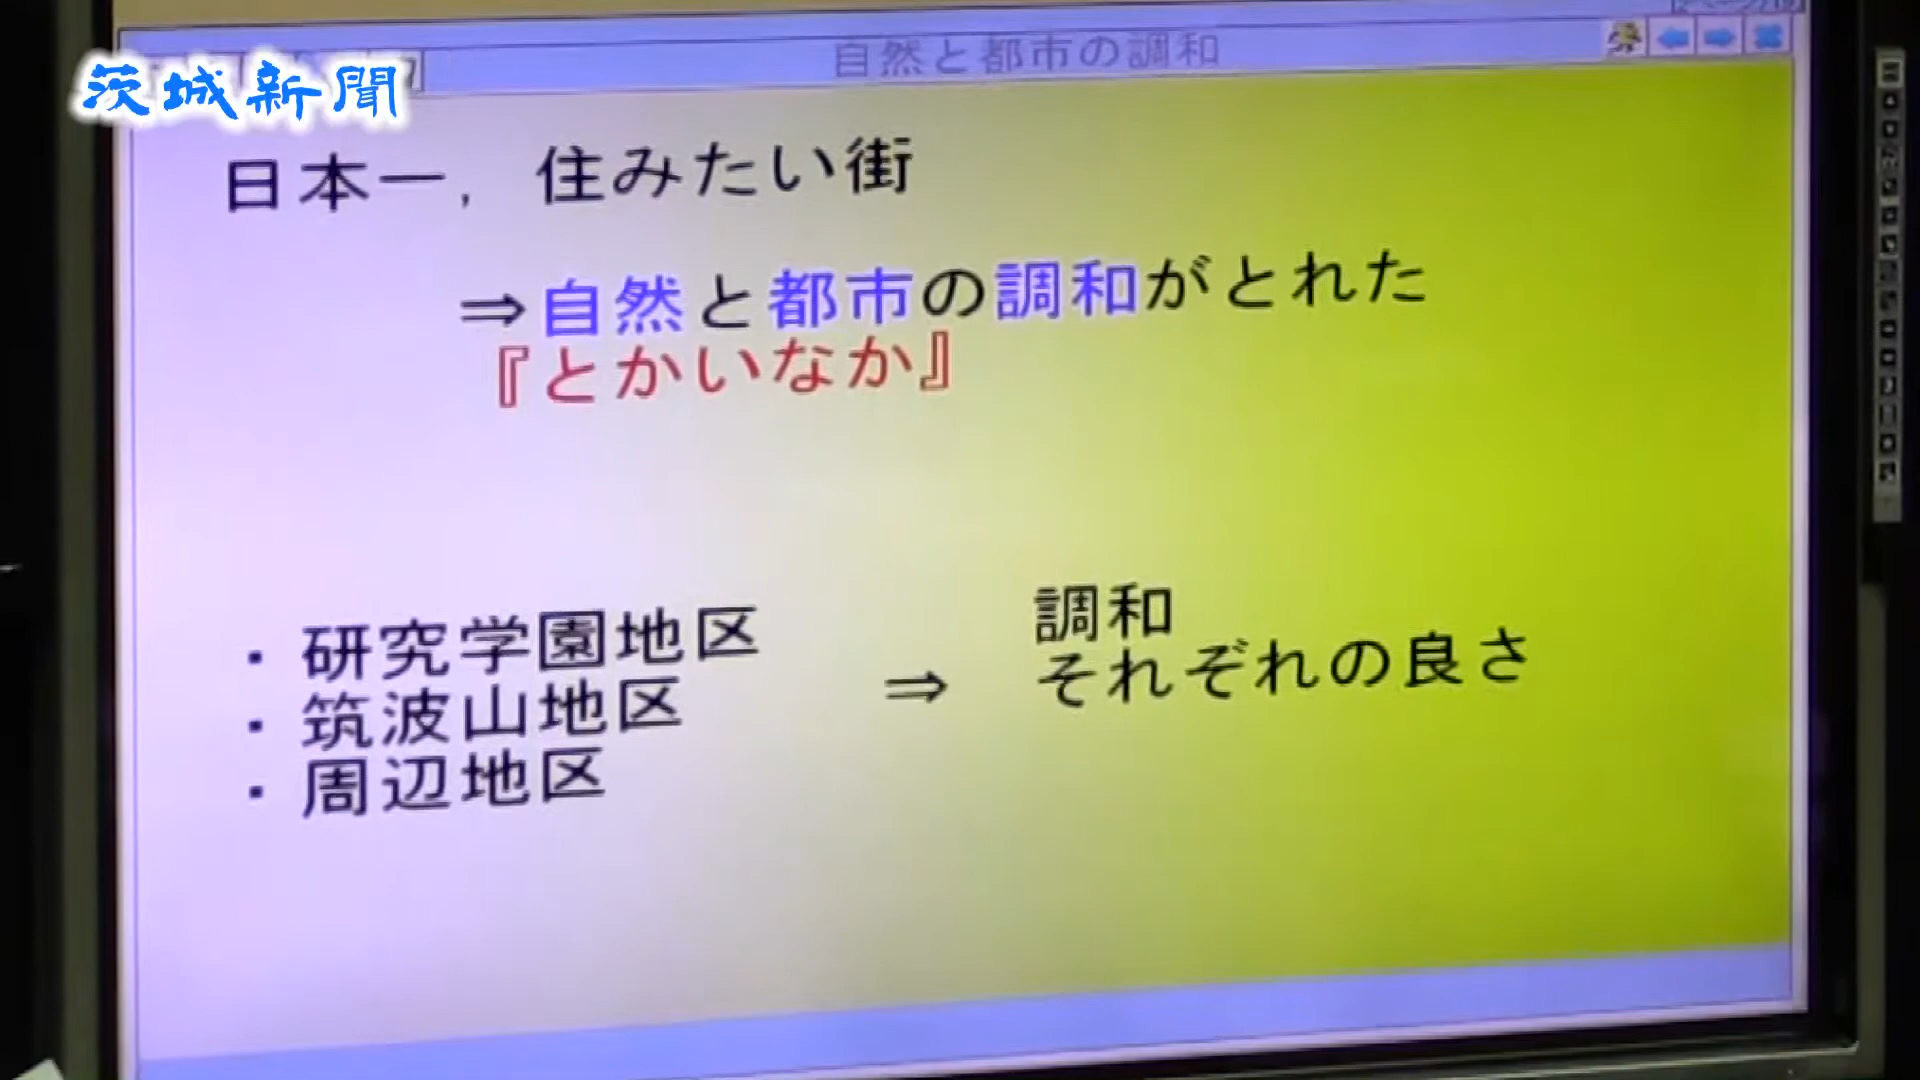 自然と都市の調和
茨城新聞
日本一，住みたい街
⇒自然と都市の調和がとれた
『とかいなか』
・研究学園地区
・筑波山地区
・周辺地区
⇒
調和
それぞれの良さ